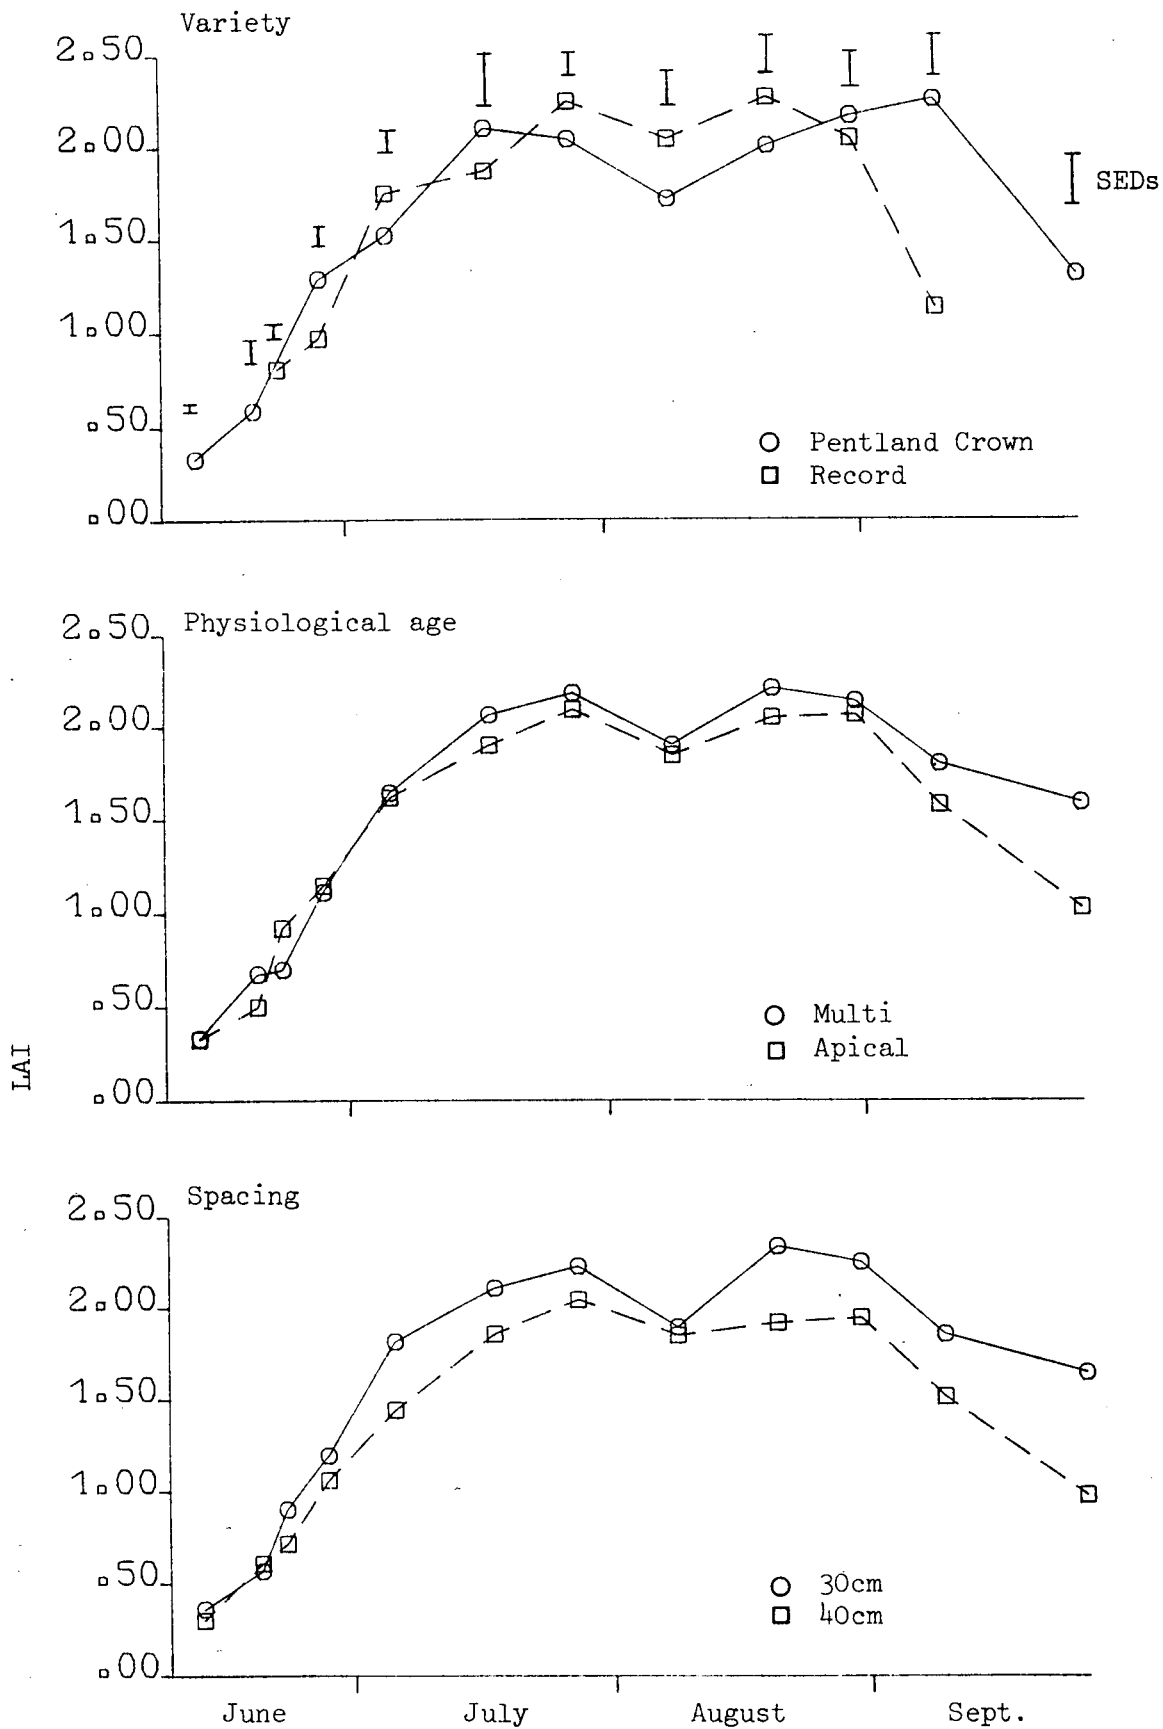 Variety
2.50
2.00
1.50
1.00
.50
.00
SEDs
Pentland Crown
Record
Physiological age
2.50
2.00
1.50
1.00
.50
.00
Multi
Apical
LAI
Spacing
2.50
2.00
1.50
1.00
.50
.00
30cm
40cm
June July August Sept.